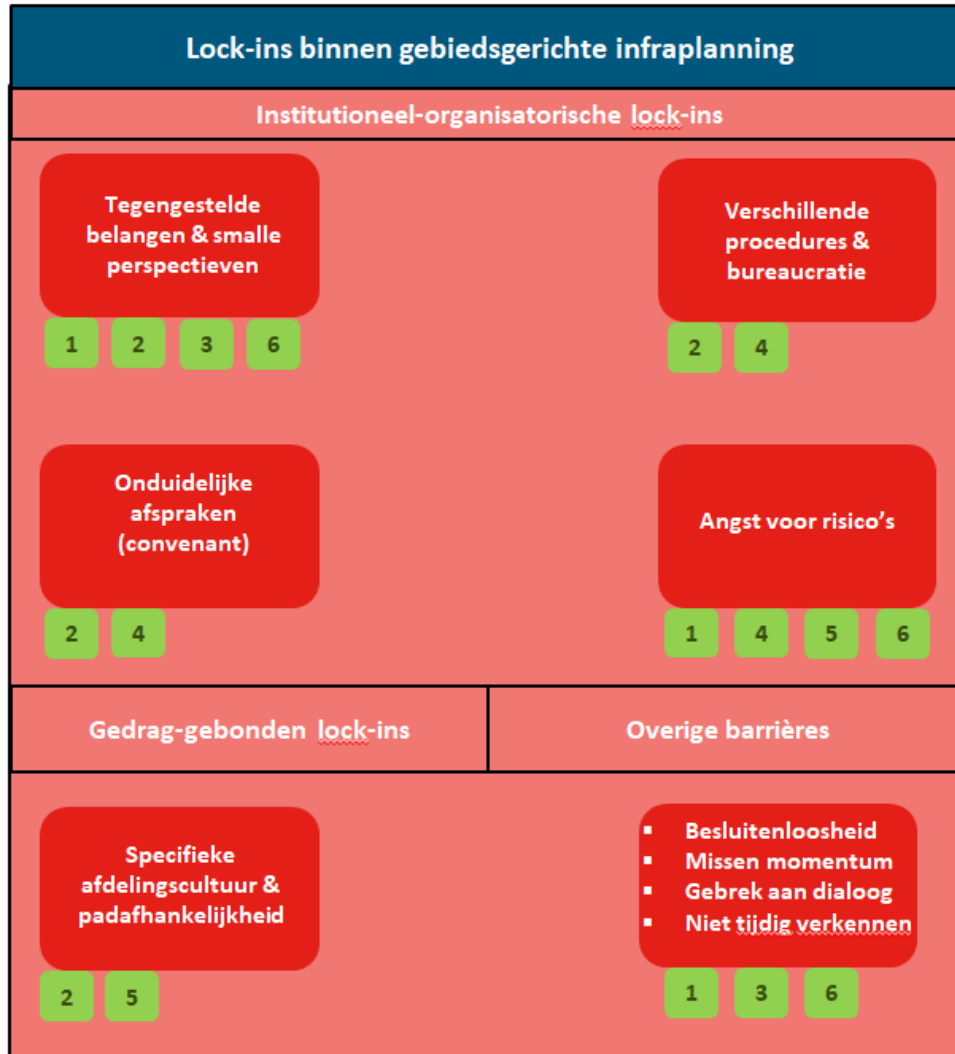 Lock-ins binnen gebiedsgerichte infraplanning
Institutioneel-organisatorische lock-ins
Tegengestelde
belangen & smalle
perspectieven
1 2 3 6
Verschillende
procedures &
bureaucratie
2 4
Onduidelijke
afspraken
(convenant)
2 4
Angst voor risico’s
1 4 5 6
Gedrag-gebonden lock-ins
Overige barrières
Specifieke
afdelingscultuur &
padafhankelijkheid
2 5
▪ Besluitenloosheid
▪ Missen momentum
▪ Gebrek aan dialoog
▪ Niet tijdig verkennen
1 3 6